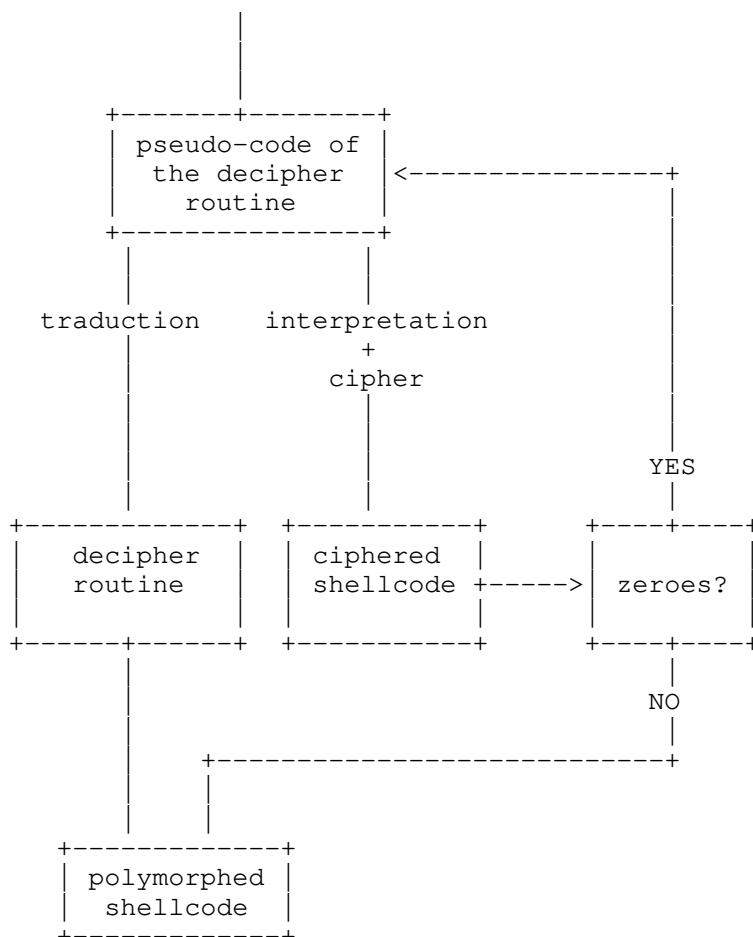 pseudo-code of
the decipher
routine
traduction
interpretation
+
cipher
YES
decipher
routine
ciphered
shellcode
zeroes?
NO
polymorphed
shellcode